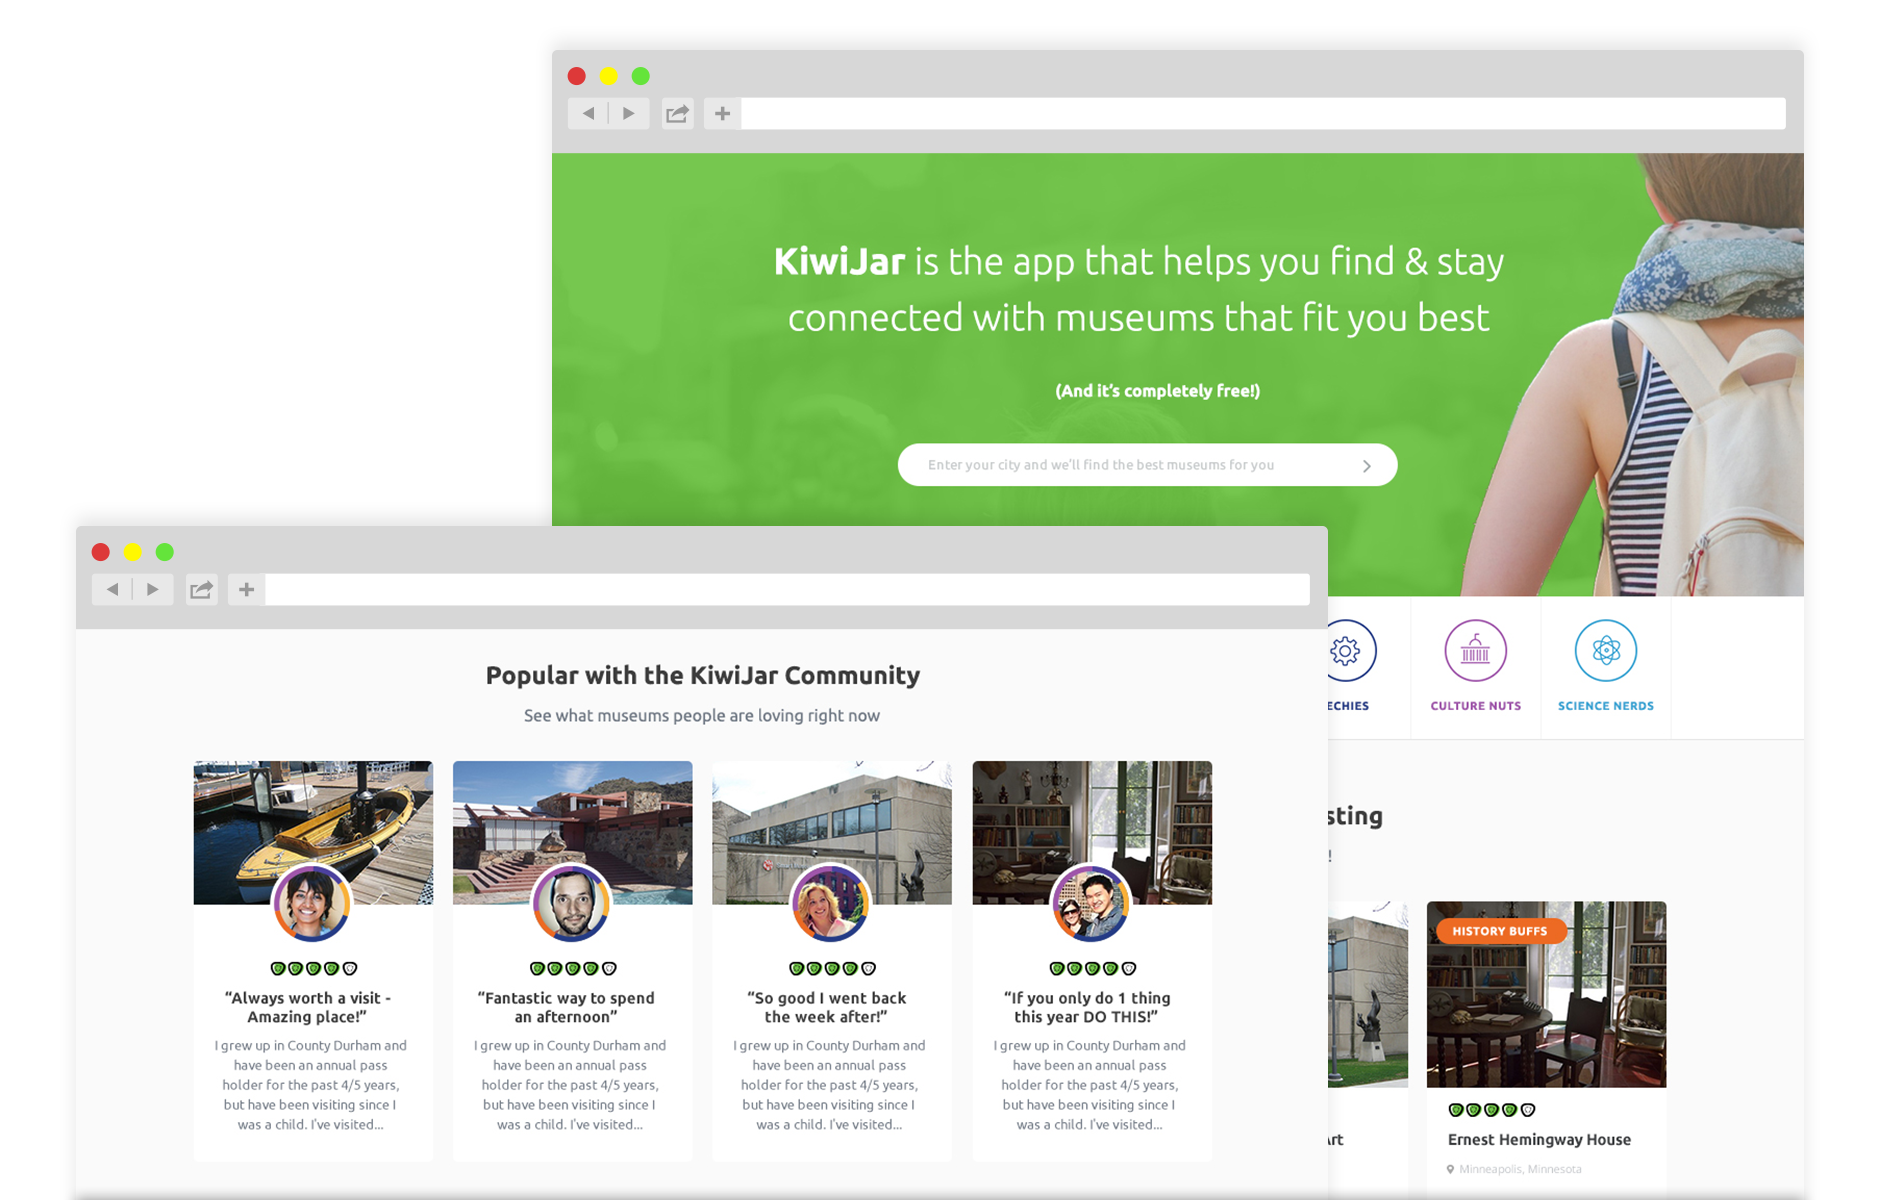 KiwiJar is the app that helps you find & stay
connected with museums that fit you best
(And it's completely free!)
Enter your city and we'll find the best museums for you
ECHIES
CULTURE NUTS
SCIENCE NERDS
sting
!
HISTORY BUFFS
Art
Ernest Hemingway House
Minneapolis, Minnesota
Popular with the KiwiJar Community
See what museums people are loving right now
“Always worth a visit -
Amazing place!”
I grew up in County Durham and
have been an annual pass
holder for the past 4/5 years,
but have been visiting since I
was a child. I've visited...
“Fantastic way to spend
an afternoon”
I grew up in County Durham and
have been an annual pass
holder for the past 4/5 years,
but have been visiting since I
was a child. I've visited...
“So good I went back
the week after!”
I grew up in County Durham and
have been an annual pass
holder for the past 4/5 years,
but have been visiting since I
was a child. I've visited...
“If you only do 1 thing
this year DO THIS!”
I grew up in County Durham and
have been an annual pass
holder for the past 4/5 years,
but have been visiting since I
was a child. I've visited...